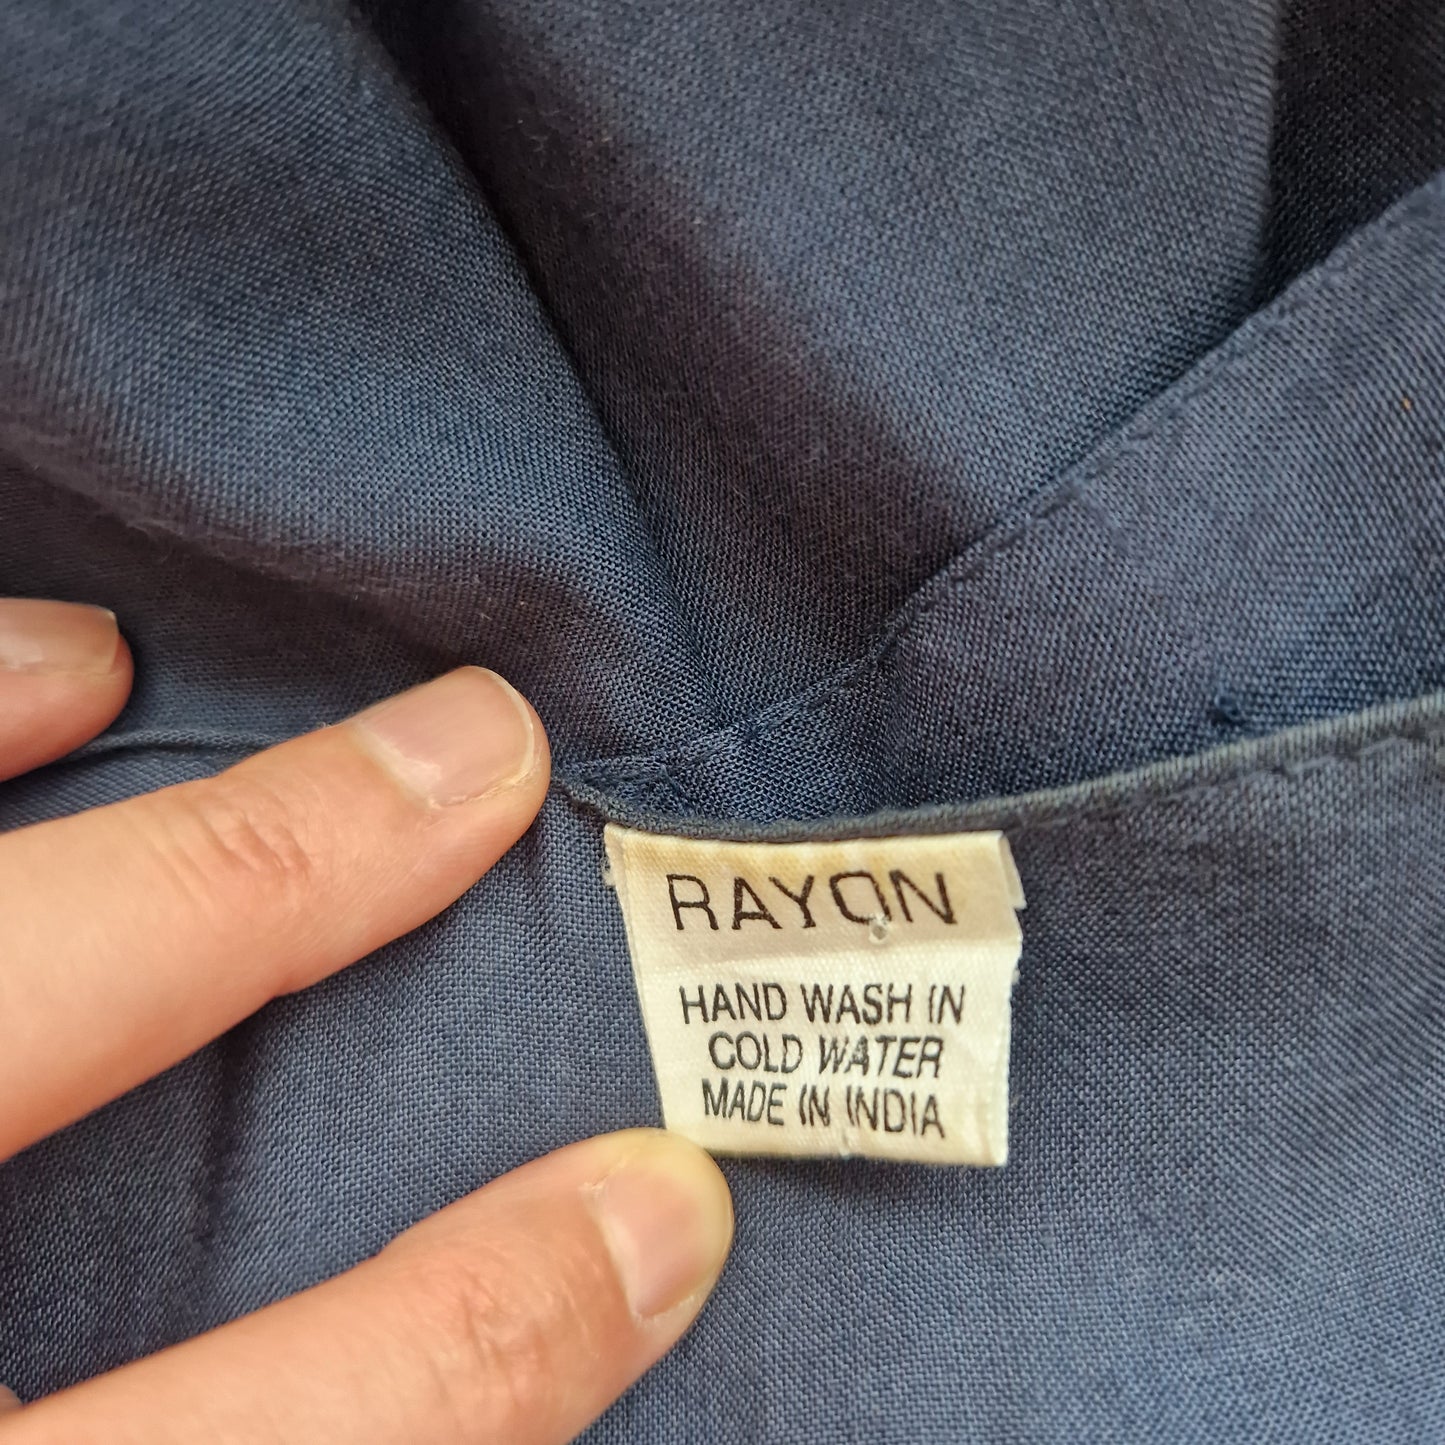 RAYON
HAND WASH IN
COLD WATER
MADE IN INDIA